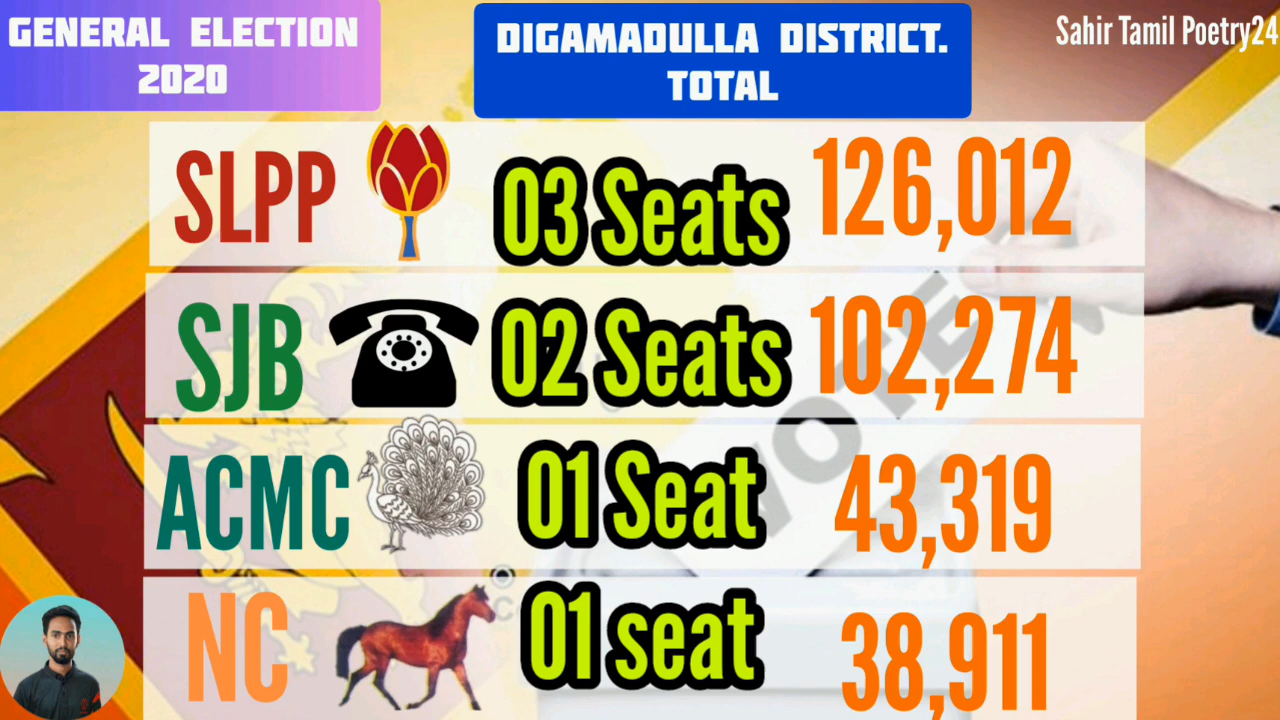 GENERAL ELECTION
2020
DIGAMADULLA DISTRICT.
TOTAL
Sahir Tamil Poetry24
SLPP 03 Seats 126,012
SJB 02 Seats 102,274
ACMC 01 Seat 43,319
NC 01 seat 38,911
VOTE